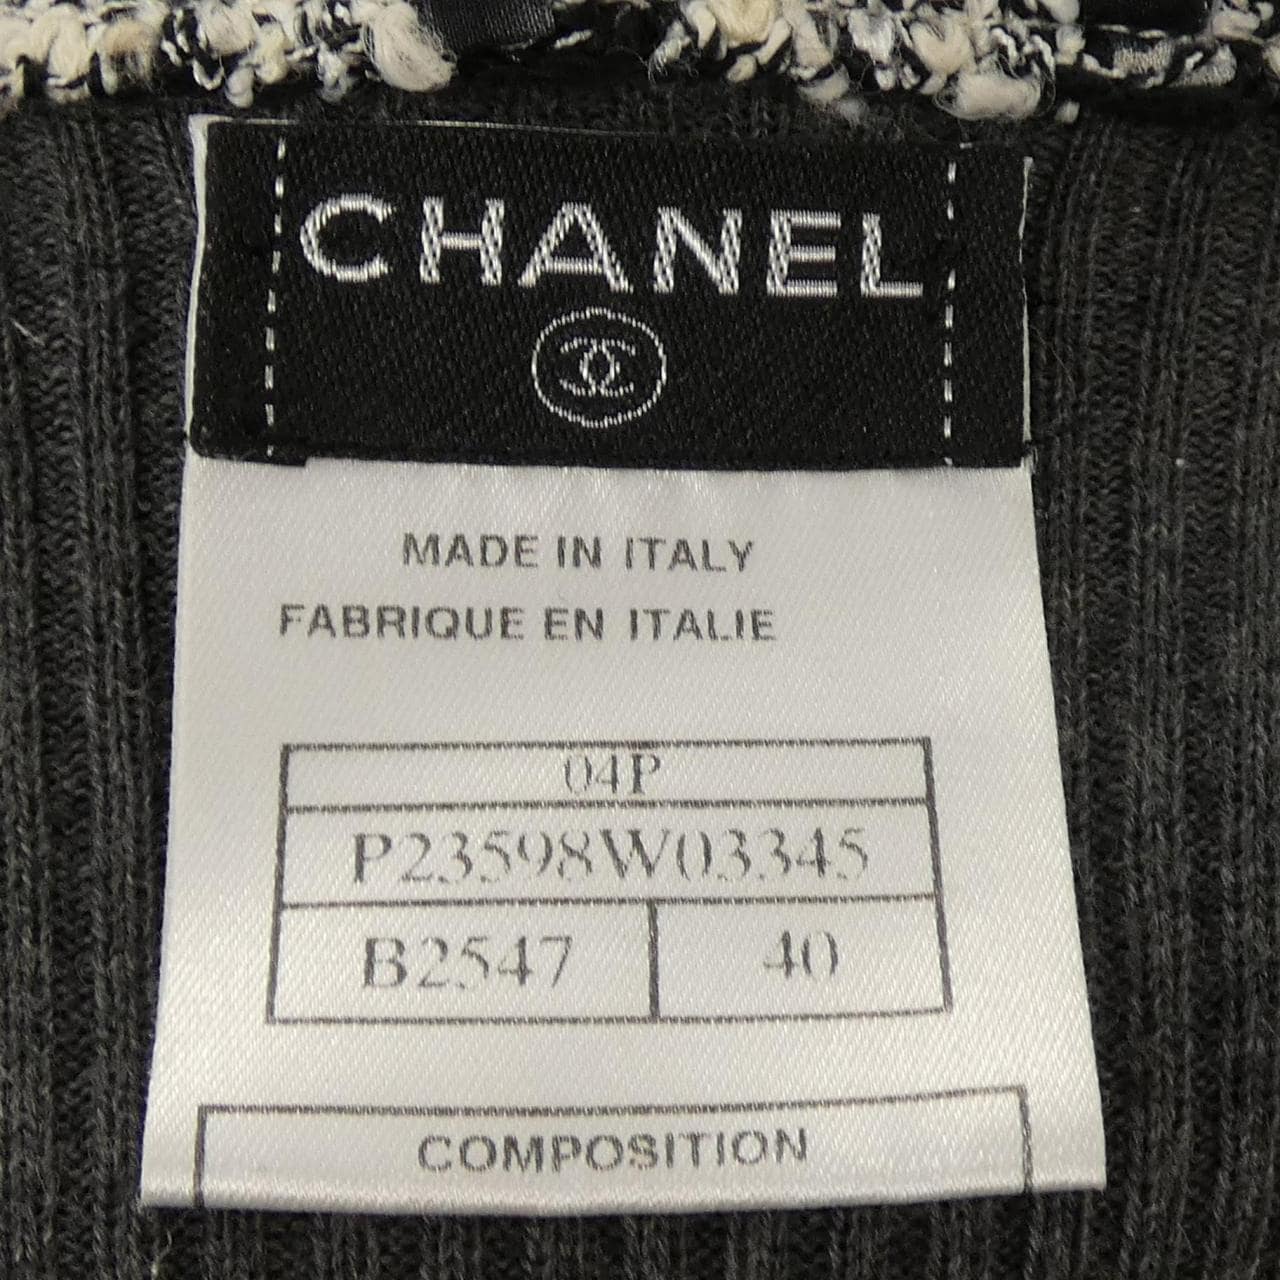 CHANEL
MADE IN ITALY
FABRIQUE EN ITALIE
04P
P23598W03345
B2547 40
COMPOSITION